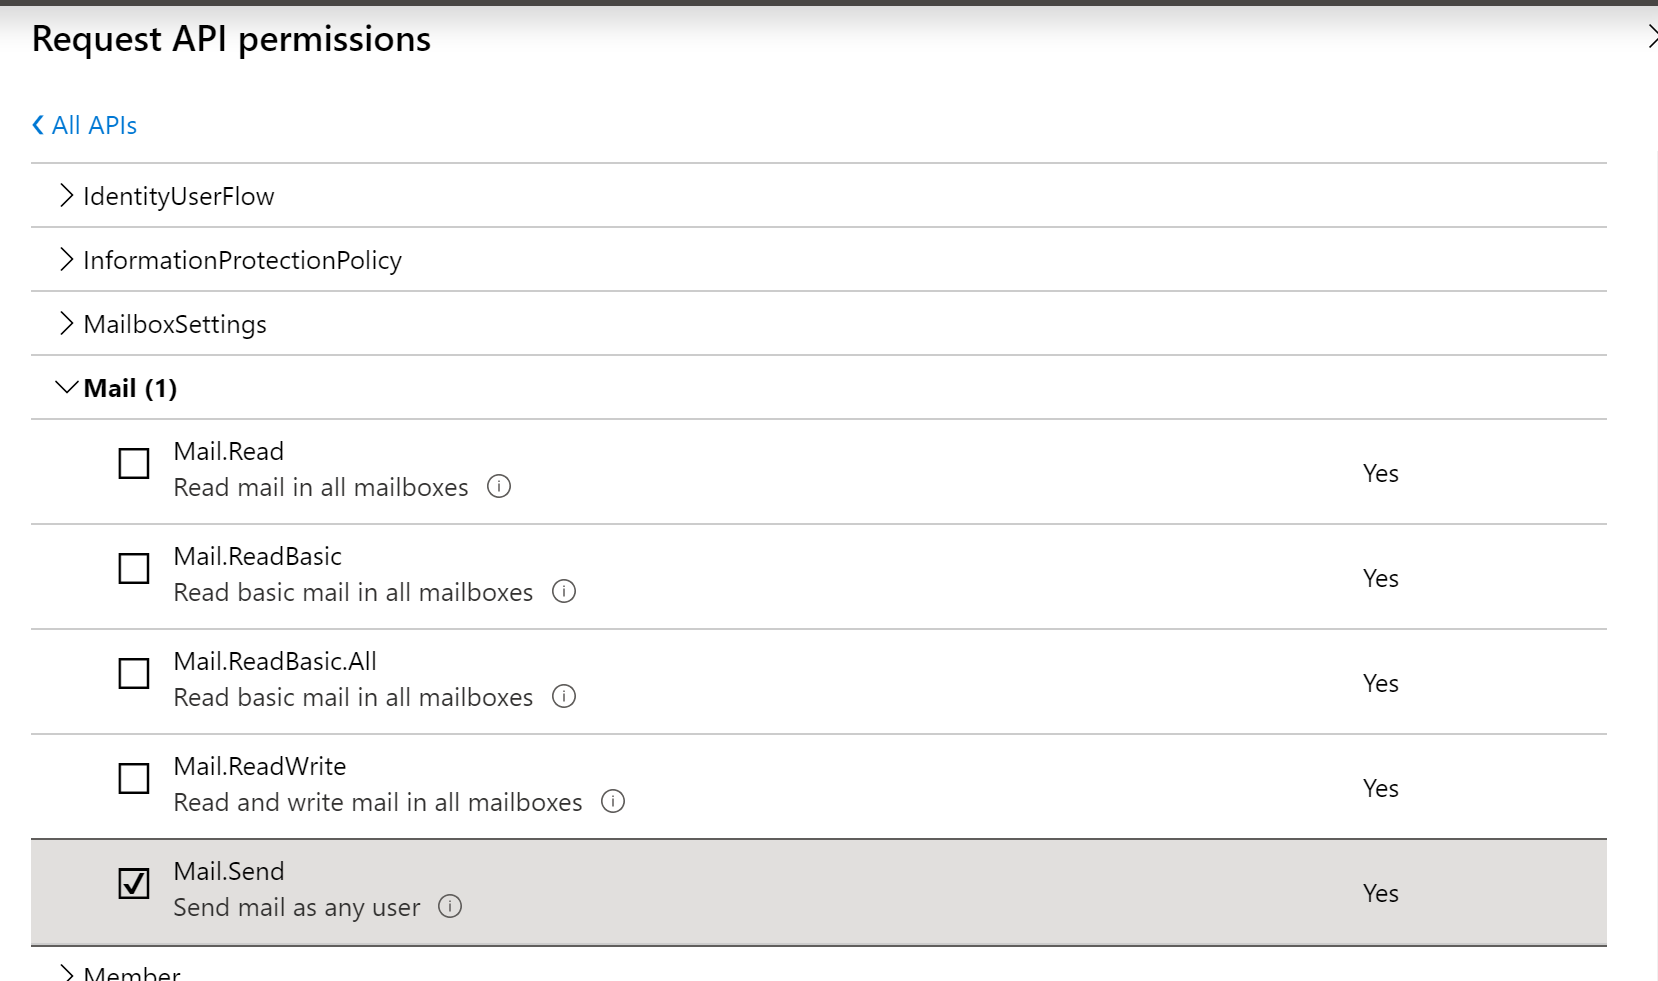 Request API permissions
All APIs
IdentityUserFlow
InformationProtectionPolicy
MailboxSettings
Mail (1)
Mail.Read
Read mail in all mailboxes
Yes
Mail.ReadBasic
Read basic mail in all mailboxes
Yes
Mail.ReadBasic.All
Read basic mail in all mailboxes
Yes
Mail.ReadWrite
Read and write mail in all mailboxes
Yes
Mail.Send
Send mail as any user
Yes
Member